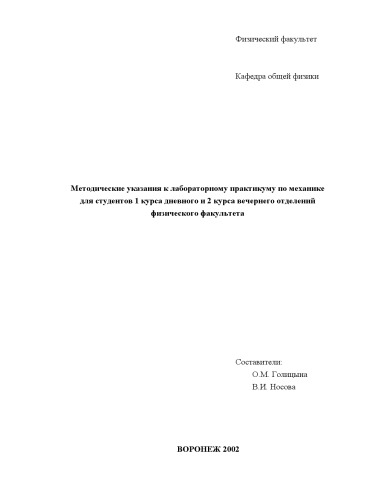 Физический факультет
Кафедра общей физики
Методические указания к лабораторному практикуму по механике
для студентов 1 курса дневного и 2 курса вечернего отделений
физического факультета
Составители:
О.М. Голицына
В.И. Носова
ВОРОНЕЖ 2002